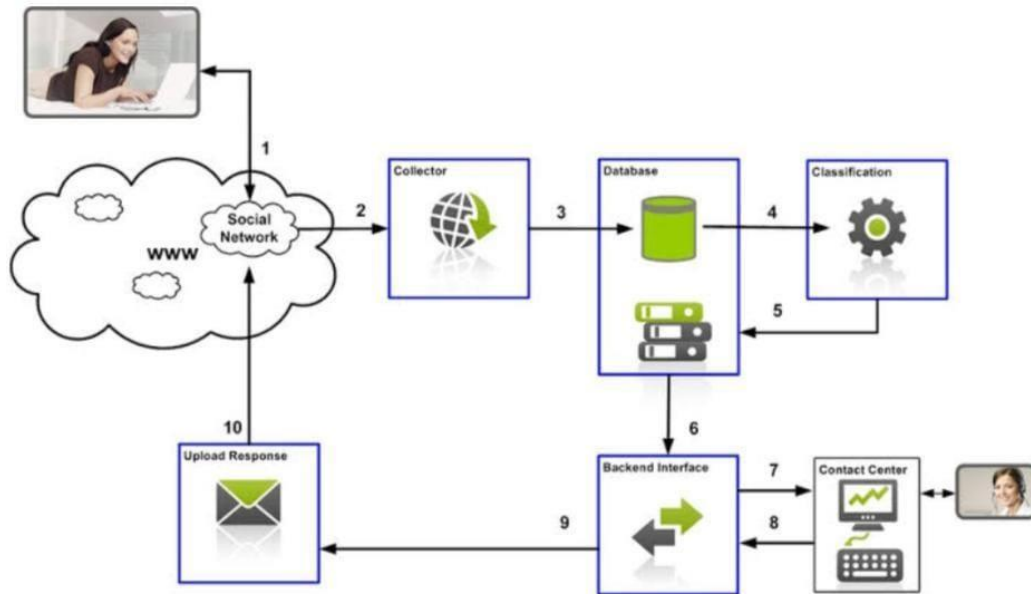 1
Collector
Database
Classification
Social
Network
2
3
4
WWW
5
10
6
Upload Response
Backend Interface
7
Contact Center
9
8